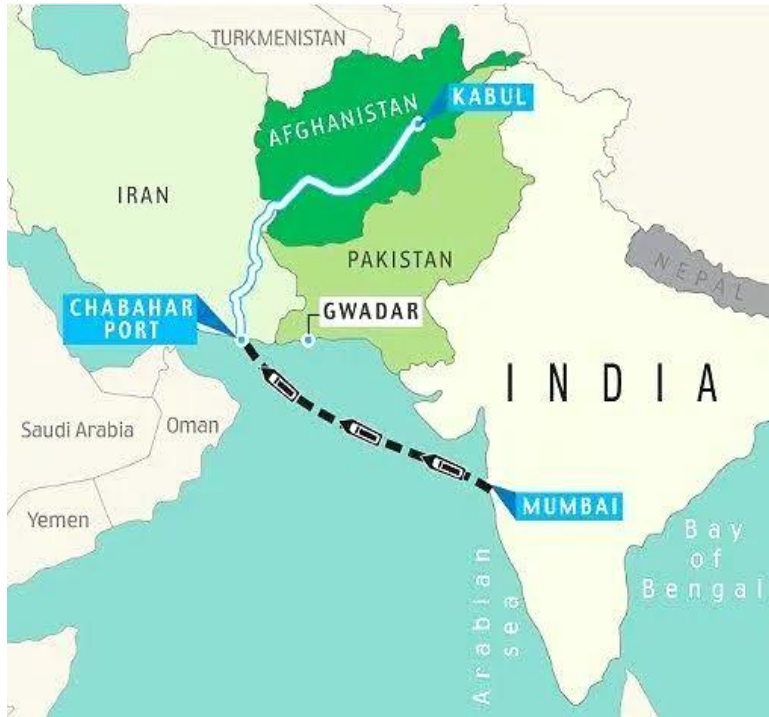 TURKMENISTAN
KABUL
AFGHANISTAN
IRAN
PAKISTAN
NEPAL
CHABAHAR
PORT
GWADAR
INDIA
Saudi Arabia
Oman
Yemen
MUMBAI
Bay
of
Bengal
Arabian
sea